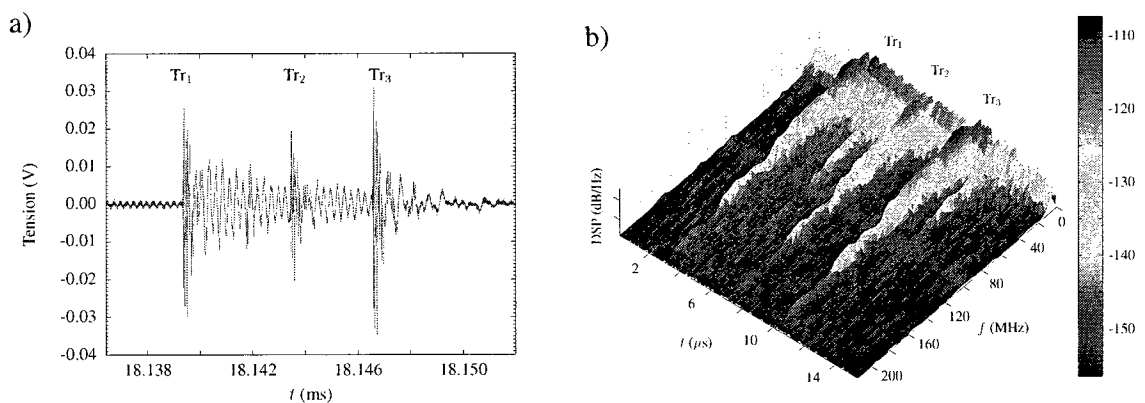 a)
0.04
0.03
0.02
0.01
0.00
-0.01
-0.02
-0.03
-0.04
Tension (V)
Tr1
Tr2
Tr3
18.138
18.142
18.146
18.150
t (ms)
b)
Tr1
Tr2
Tr3
DSP (dB/Hz)
2
6
10
14
t (μs)
0
40
80
120
160
200
f (MHz)
-110
-120
-130
-140
-150